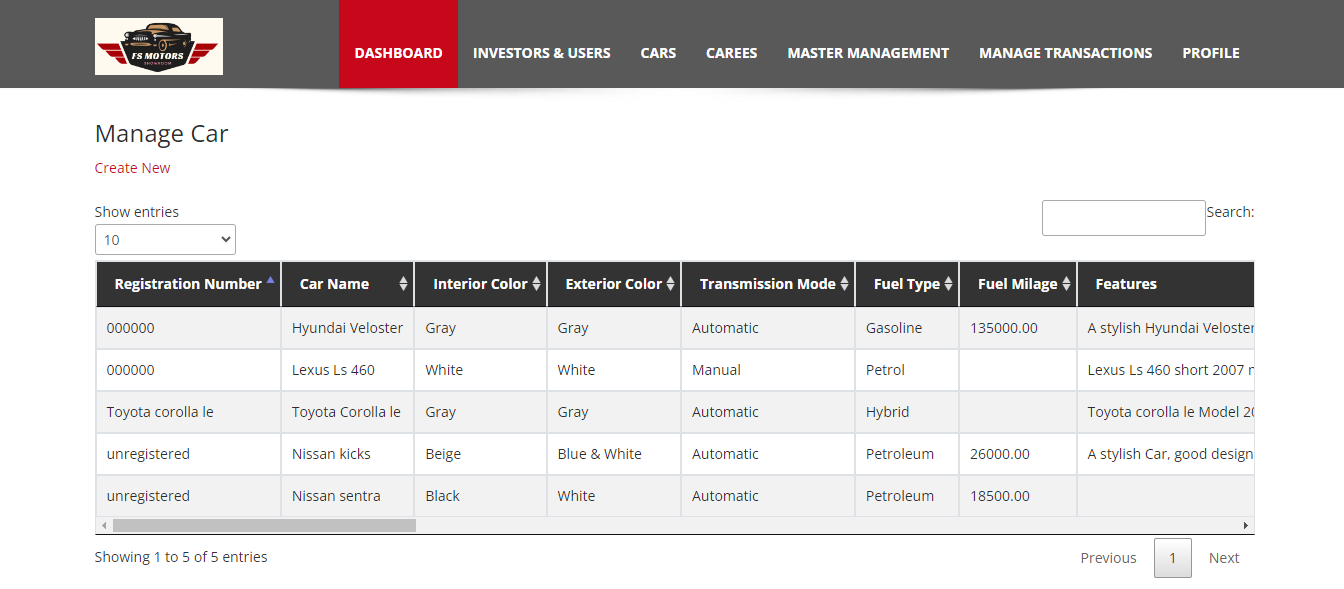 FS MOTORS
SHOWROOM
DASHBOARD INVESTORS & USERS CARS CAREES MASTER MANAGEMENT MANAGE TRANSACTIONS PROFILE
Manage Car
Create New
Show entries
Search:
10
Registration Number Car Name Interior Color Exterior Color Transmission Mode Fuel Type Fuel Milage Features
000000 Hyundai Veloster Gray Gray Automatic Gasoline 135000.00 A stylish Hyundai Veloster
000000 Lexus Ls 460 White White Manual Petrol Lexus Ls 460 short 2007
Toyota corolla le Toyota Corolla le Gray Gray Automatic Hybrid Toyota corolla le Model
unregistered Nissan kicks Beige Blue & White Automatic Petroleum 26000.00 A stylish Car, good design
unregistered Nissan sentra Black White Automatic Petroleum 18500.00
Showing 1 to 5 of 5 entries
Previous 1 Next